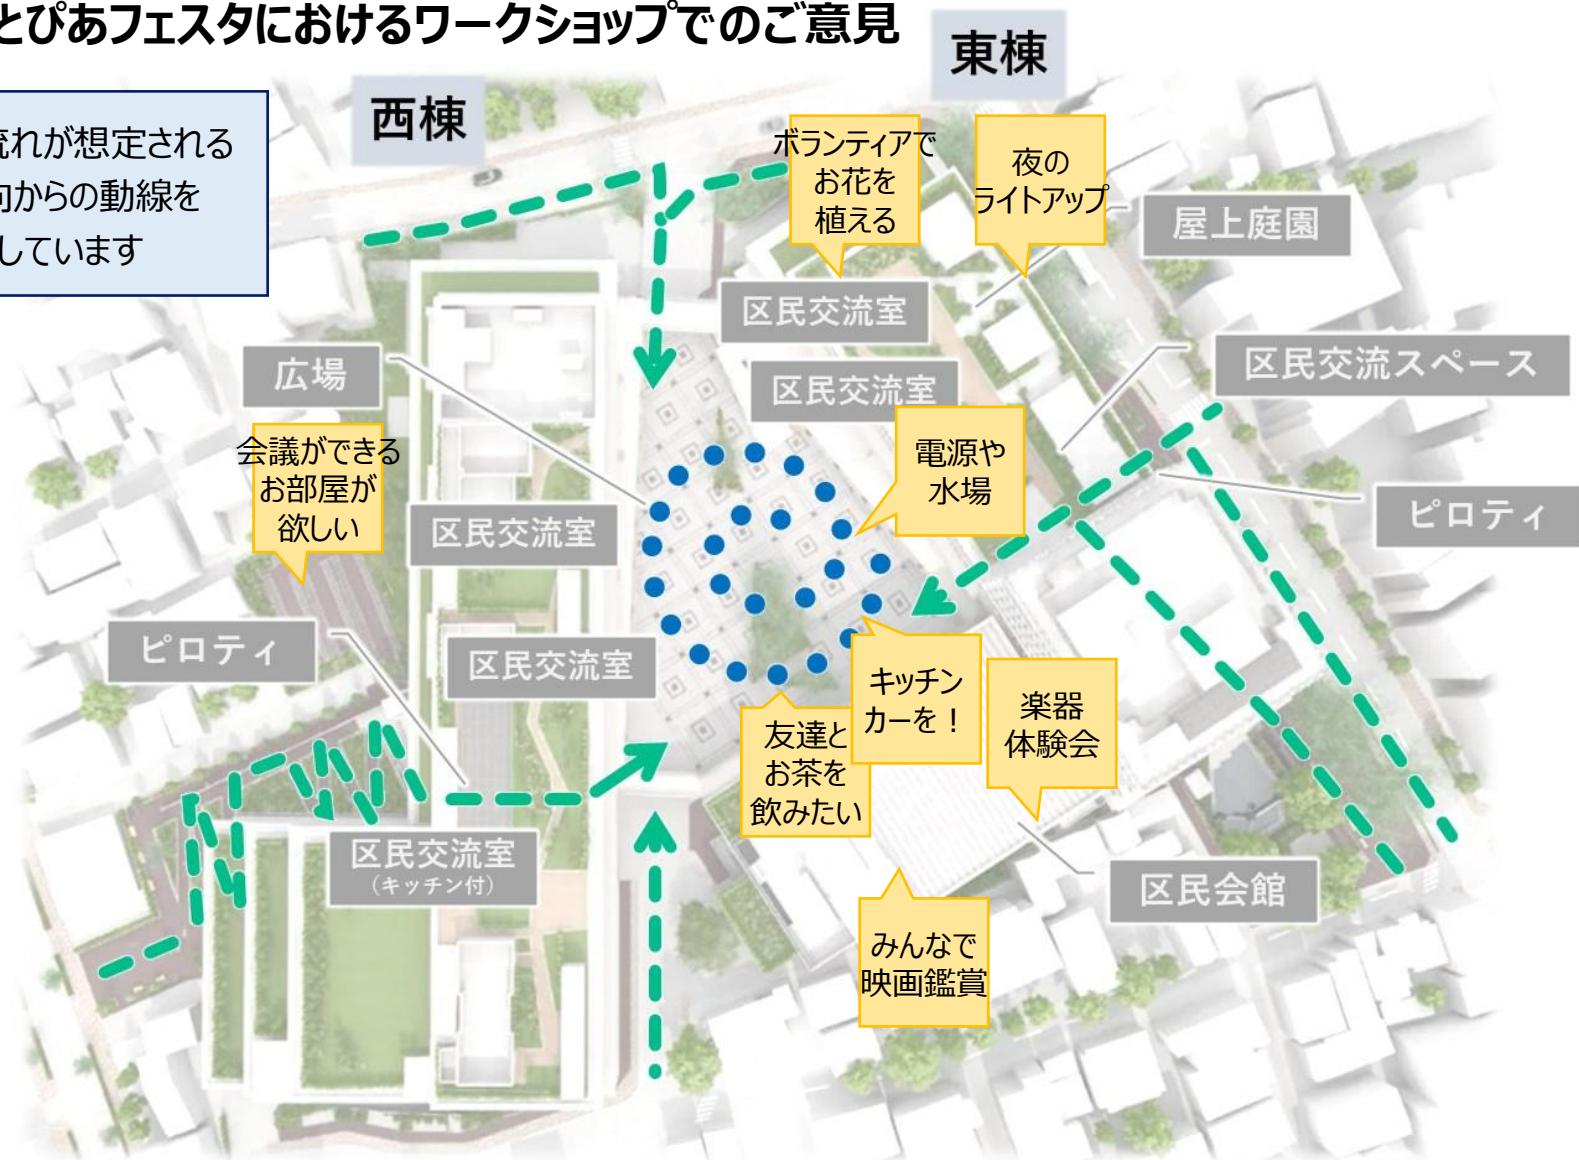 とぴあフェスタにおけるワークショップでのご意見
東棟
西棟
流れが想定される
向からの動線を
しています
ボランティアで
お花を
植える
夜の
ライトアップ
屋上庭園
区民交流室
広場
区民交流室
区民交流スペース
会議ができる
お部屋が
欲しい
電源や
水場
区民交流室
ピロティ
ピロティ
区民交流室
キッチン
カーを！
楽器
体験会
友達と
お茶を
飲みたい
区民交流室
（キッチン付）
区民会館
みんなで
映画鑑賞